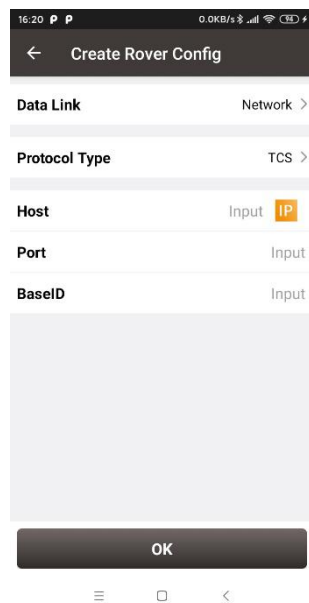 16:20 P P 0.0KB/s 94
Create Rover Config
Data Link Network >
Protocol Type TCS >
Host Input IP
Port Input
BaseID Input
OK